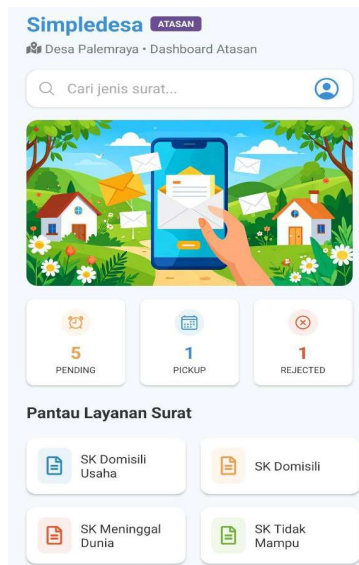 Simpledesa ATASAN
Desa Palemraya • Dashboard Atasan
Cari jenis surat...
5
PENDING
1
PICKUP
1
REJECTED
Pantau Layanan Surat
SK Domisili
Usaha
SK Domisili
SK Meninggal
Dunia
SK Tidak
Mampu